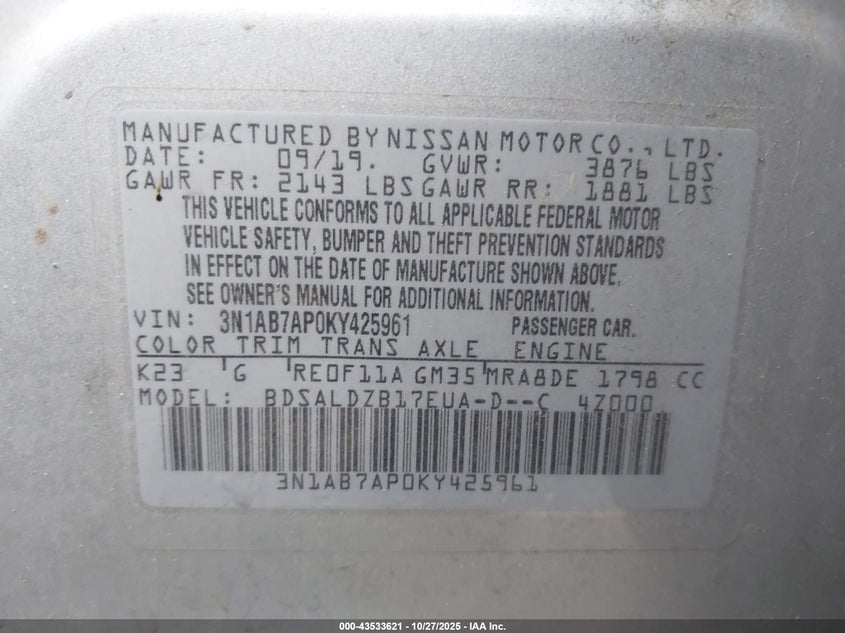 MANUFACTURED BY NISSAN MOTOR CO., LTD.
DATE: 09/19. GVWR: 3876 LBS
GAWR FR: 2143 LBS GAWR RR: 1881 LBS
THIS VEHICLE CONFORMS TO ALL APPLICABLE FEDERAL MOTOR
VEHICLE SAFETY, BUMPER AND THEFT PREVENTION STANDARDS
IN EFFECT ON THE DATE OF MANUFACTURE SHOWN ABOVE.
SEE OWNER'S MANUAL FOR ADDITIONAL INFORMATION.
VIN: 3N1AB7AP0KY425961 PASSENGER CAR.
COLOR TRIM TRANS AXLE ENGINE
K23 G RE0F11A GM35 MRA8DE 1798 CC
MODEL: BDSALDZB17EUA-D--C 4Z000
3N1AB7AP0KY425961
000-43533621 - 10/27/2025 - IAA Inc.